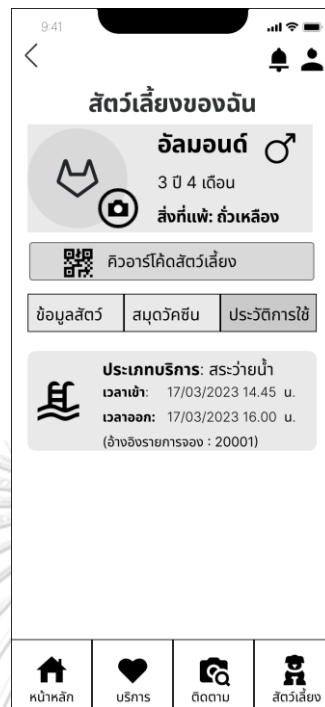 9:41
สัตว์เลี้ยงของฉัน
อัลมอนด์
3 ปี 4 เดือน
สิ่งที่แพ้: ถั่วเหลือง
คิวอาร์โค้ดสัตว์เลี้ยง
ข้อมูลสัตว์ สมุดวัคซีน ประวัติการใช้
ประเภทบริการ: สระว่ายน้ำ
เวลาเข้า: 17/03/2023 14.45 น.
เวลาออก: 17/03/2023 16.00 น.
(อ้างอิงรายการจอง : 20001)
หน้าหลัก บริการ ติดตาม สัตว์เลี้ยง